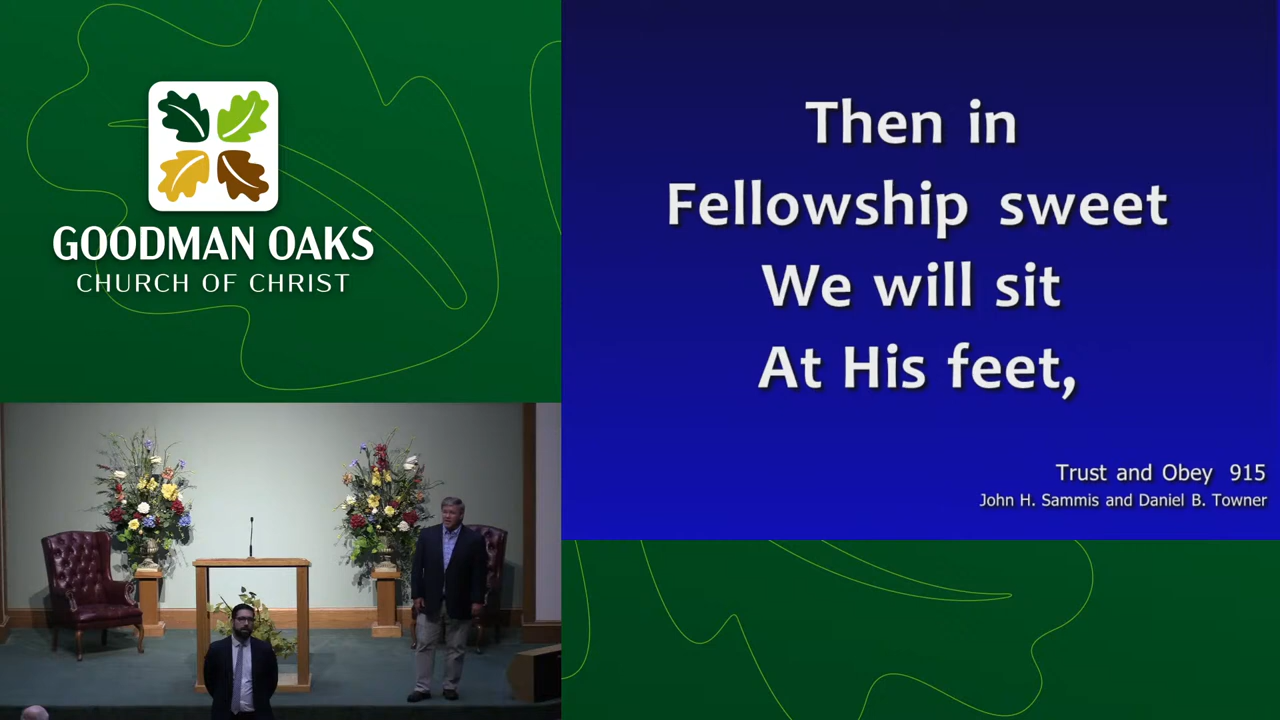 GOODMAN OAKS
CHURCH OF CHRIST
Then in
Fellowship sweet
We will sit
At His feet,
Trust and Obey 915
John H. Sammis and Daniel B. Towner